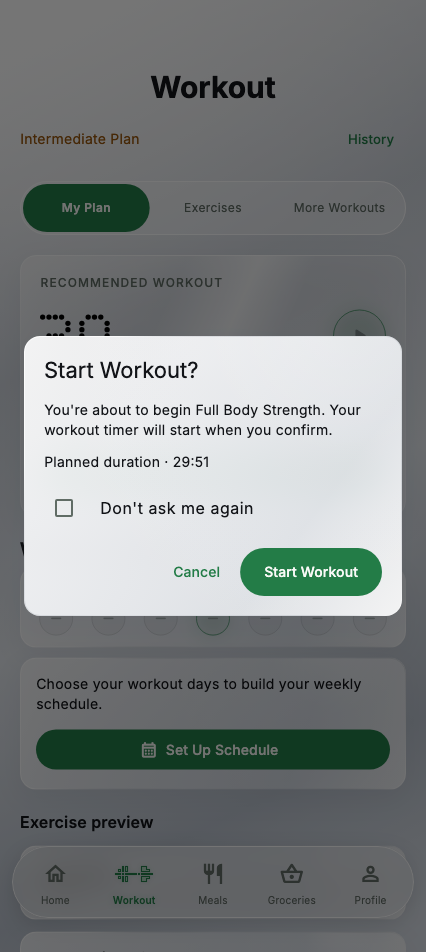 Workout
Intermediate Plan
History
My Plan
Exercises
More Workouts
RECOMMENDED WORKOUT
Start Workout?
You're about to begin Full Body Strength. Your
workout timer will start when you confirm.
Planned duration · 29:51
Don't ask me again
Cancel
Start Workout
Choose your workout days to build your weekly
schedule.
Set Up Schedule
Exercise preview
Home
Workout
Meals
Groceries
Profile